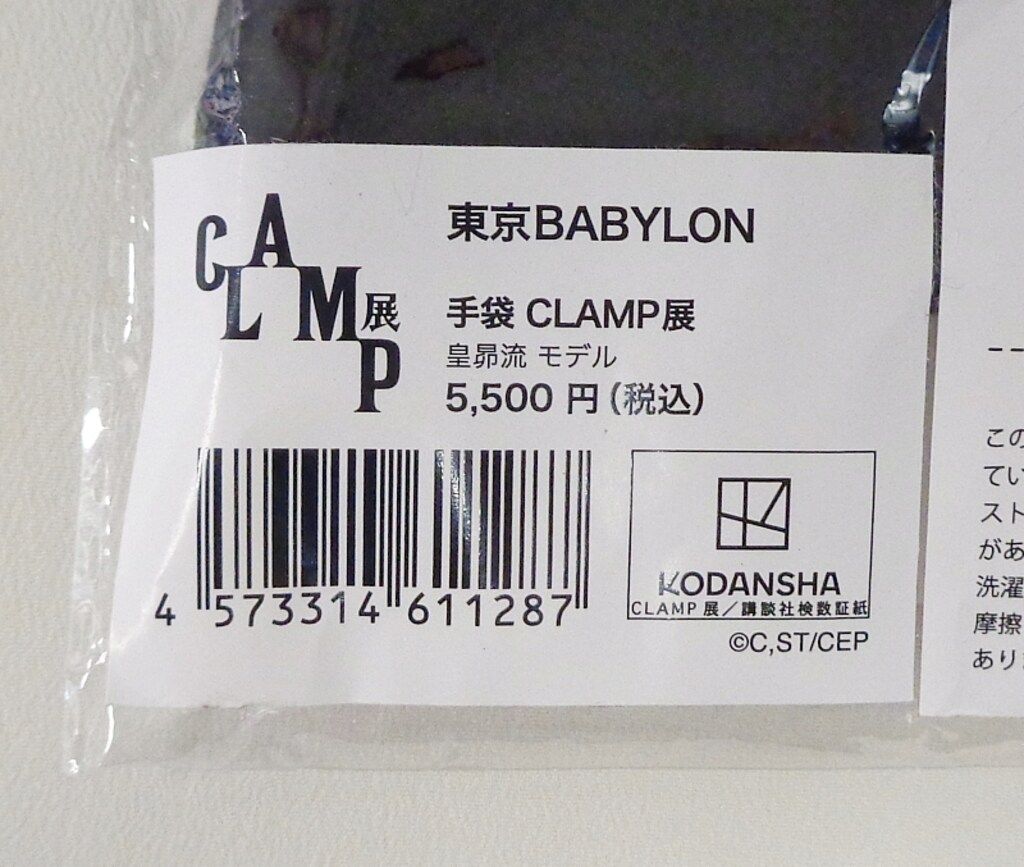 CLAMP展
東京BABYLON
手袋 CLAMP展
皇昴流 モデル
5,500 円(税込)
4 573314 611287
KODANSHA
CLAMP 展/講談社検数証紙
©C,ST/CEP
この
てい
スト
があ
洗濯
摩擦
あり